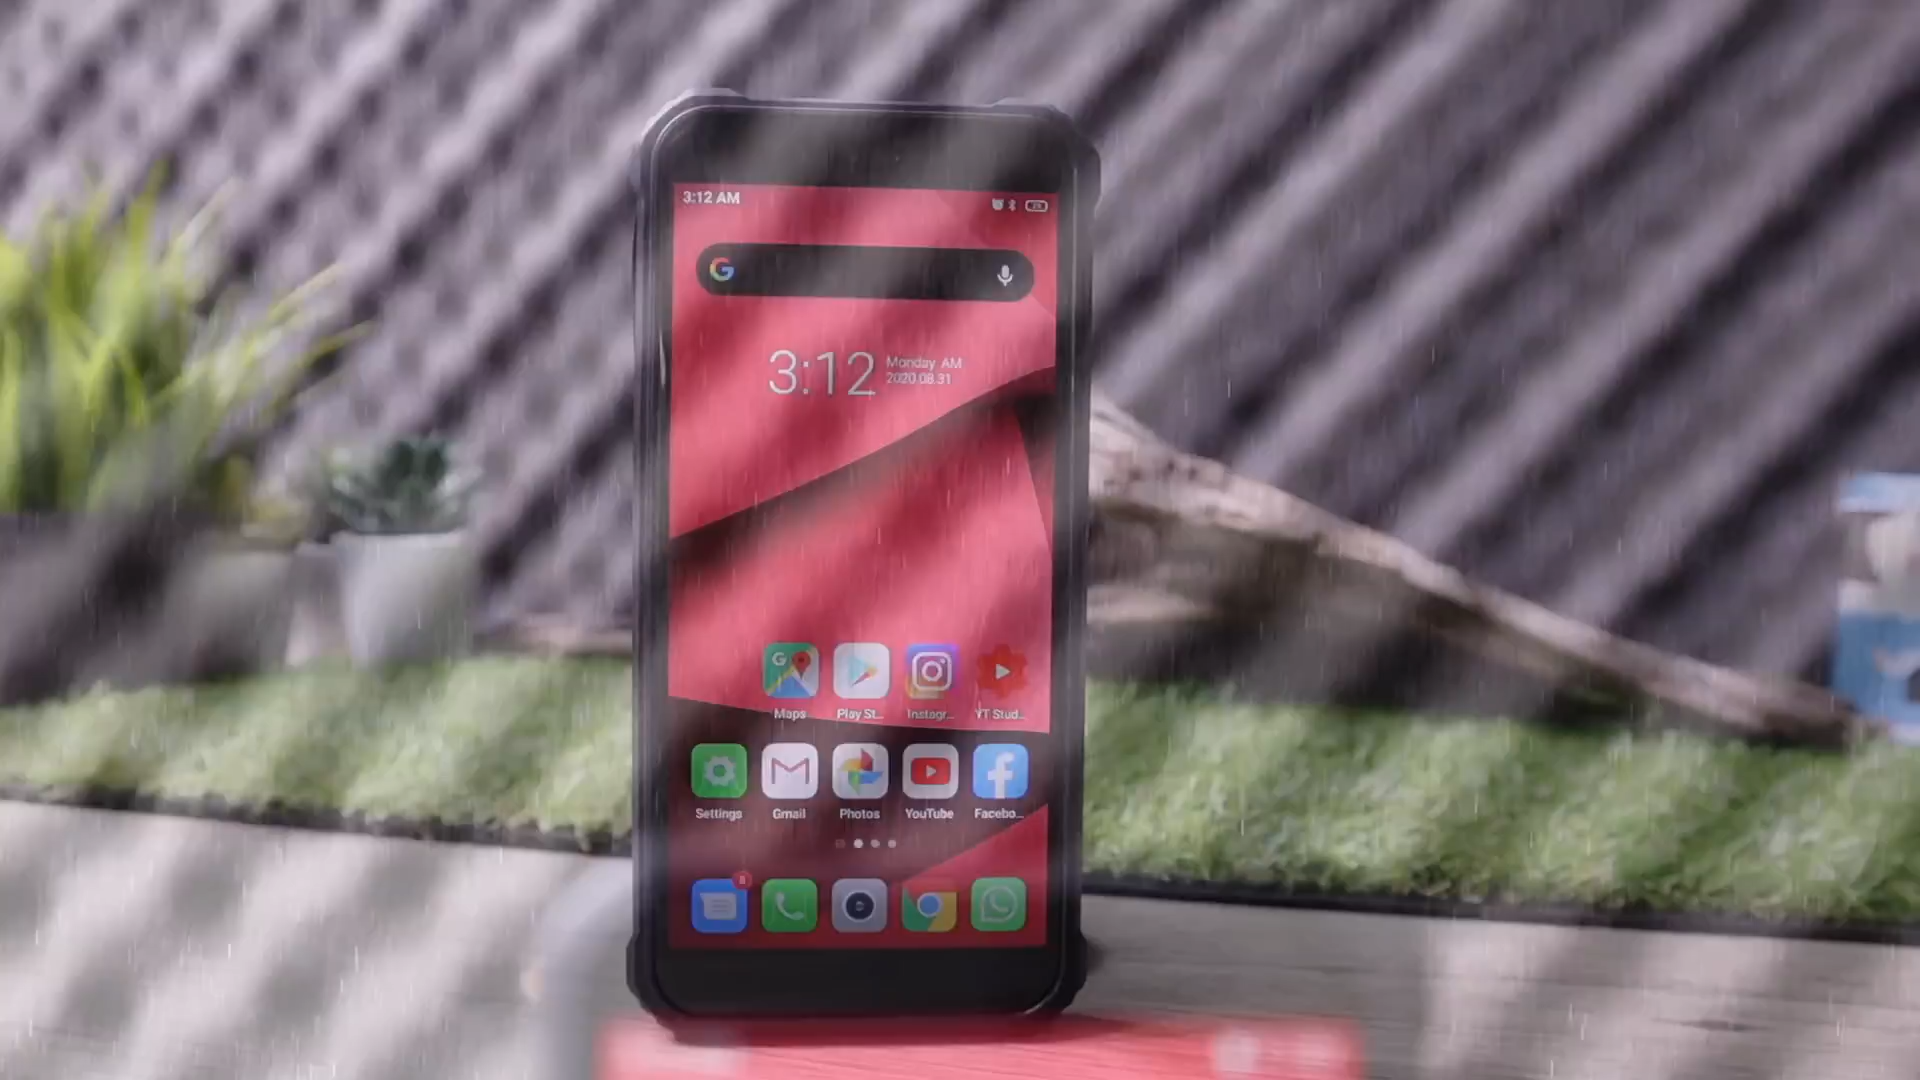 3:12 AM
3:12
Monday AM
2020.08.31
Maps Play St... Instagr... YT Stud...
Settings Gmail Photos YouTube Facebo...
8